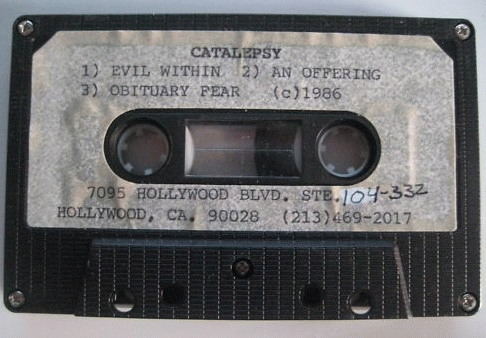 CATALEPSY
1) EVIL WITHIN 2) AN OFFERING
3) OBITUARY FEAR (c)1986
7095 HOLLYWOOD BLVD. STE. 104-332
HOLLYWOOD, CA. 90028 (213)469-2017